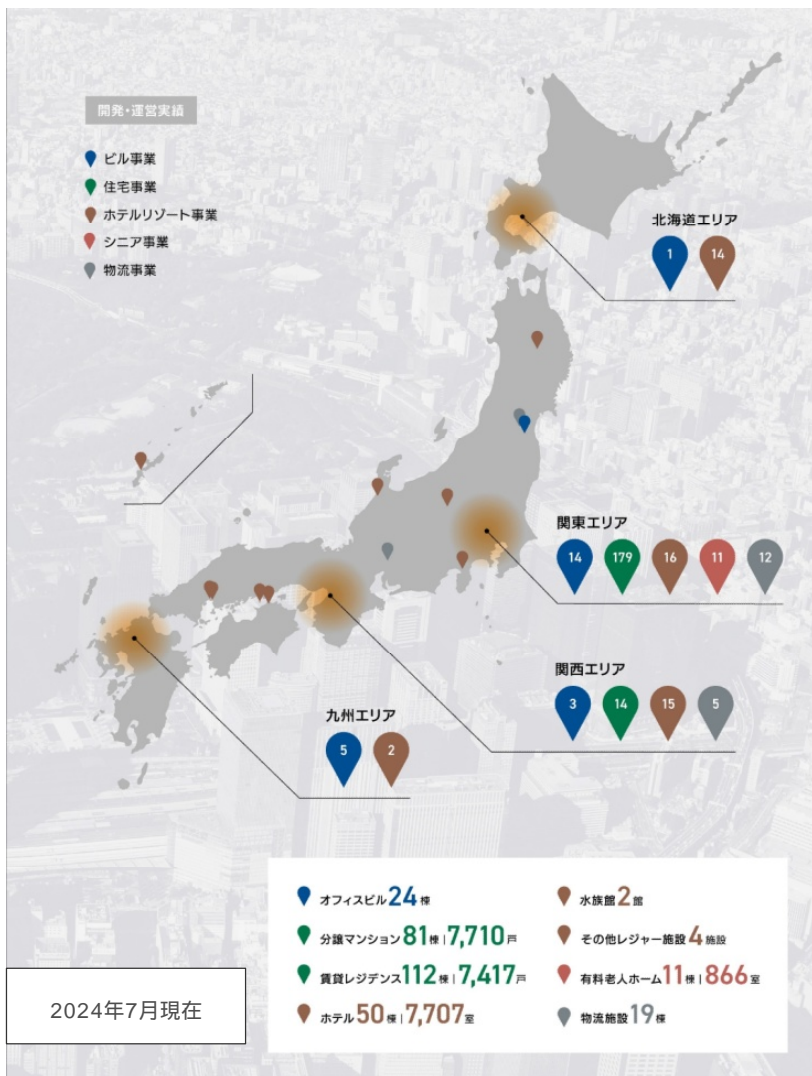 開発・運営実績
ビル事業
住宅事業
ホテルリゾート事業
シニア事業
物流事業
北海道エリア
1 14
関東エリア
14 179 16 11 12
関西エリア
3 14 15 5
九州エリア
5 2
オフィスビル24棟
分譲マンション81棟|7,710戸
賃貸レジデンス112棟|7,417戸
ホテル50棟|7,707室
水族館2館
その他レジャー施設4施設
有料老人ホーム11棟|866室
物流施設19棟
2024年7月現在